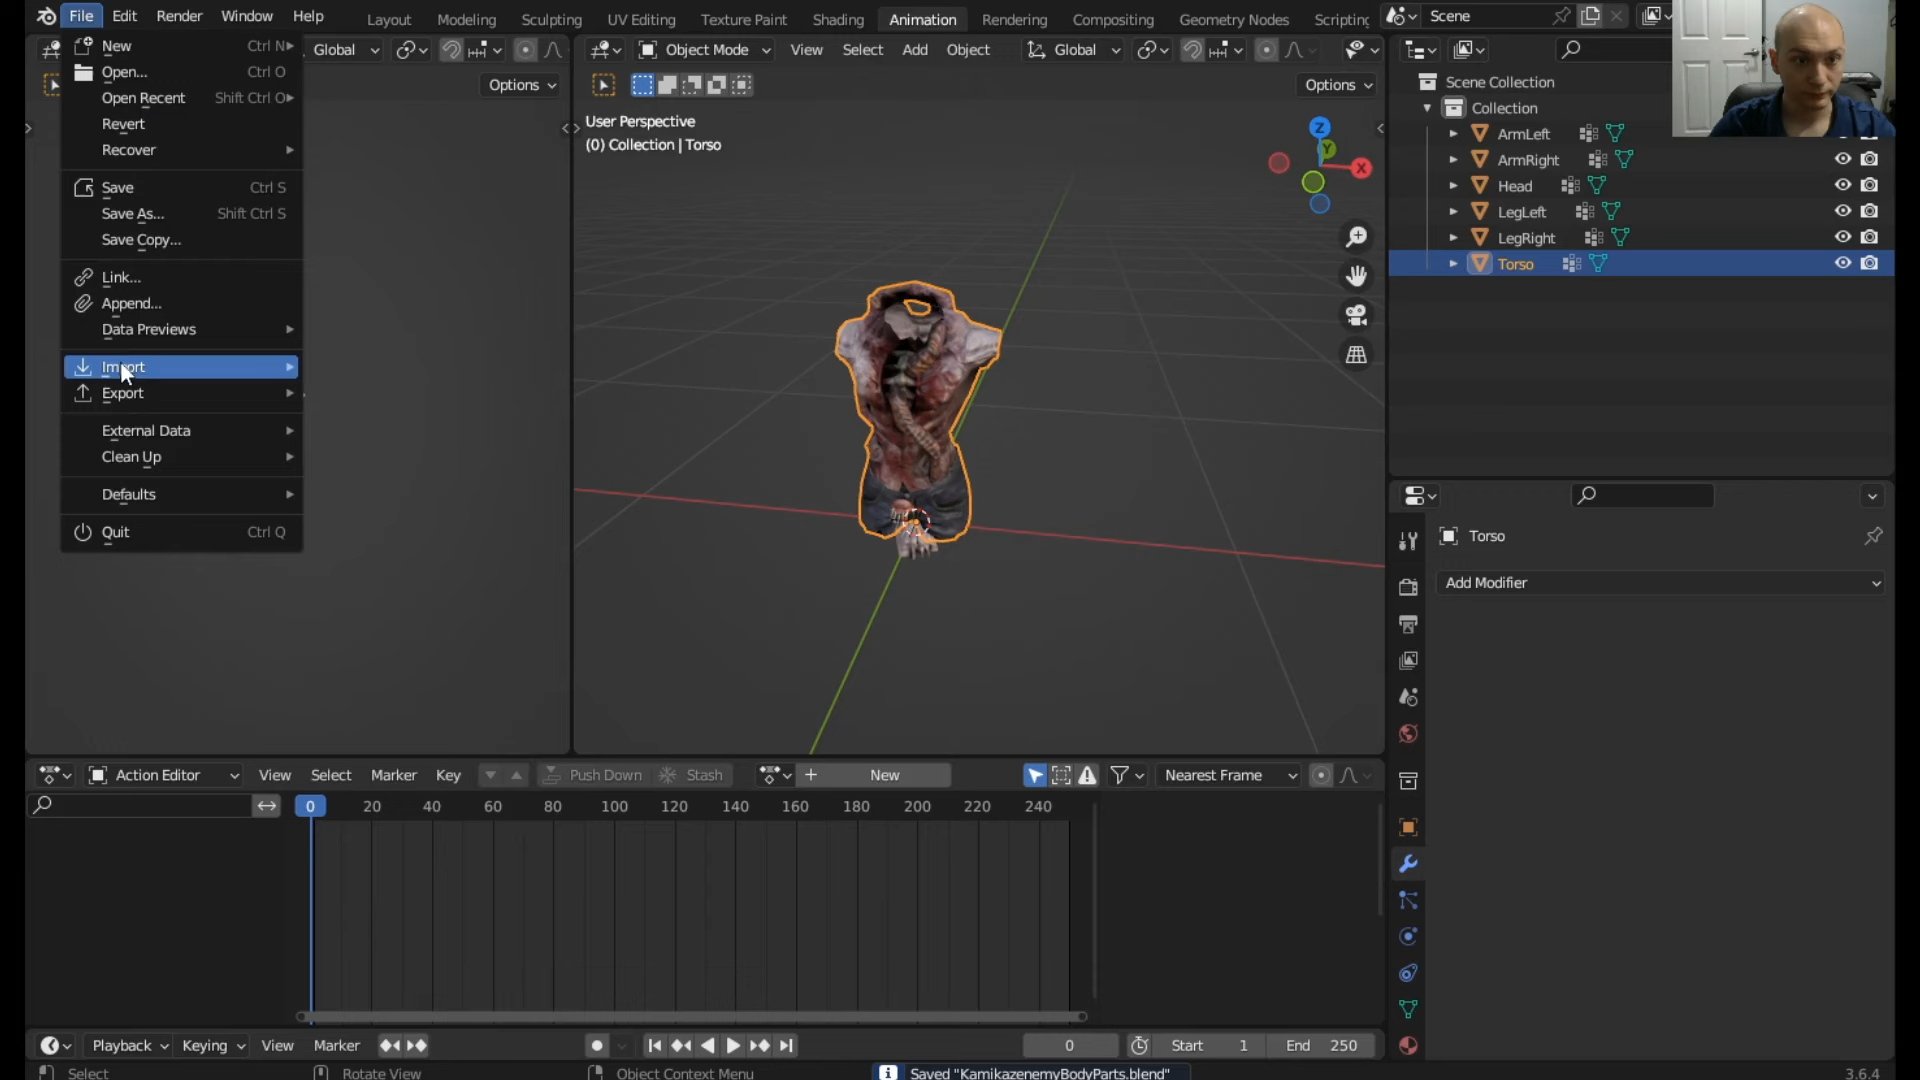 File Edit Render Window Help Layout Modeling Sculpting UV Editing Texture Paint Shading Animation Rendering Compositing Geometry Nodes Scripting Scene
New Ctrl N
Open... Ctrl O
Open Recent Shift Ctrl O
Revert
Recover
Save Ctrl S
Save As... Shift Ctrl S
Save Copy...
Link...
Append...
Data Previews
Import
Export
External Data
Clean Up
Defaults
Quit Ctrl Q
Global
Options
Object Mode View Select Add Object Global
Options
User Perspective
(0) Collection | Torso
Z
Y
X
Scene Collection
Collection
ArmLeft
ArmRight
Head
LegLeft
LegRight
Torso
Torso
Add Modifier
Action Editor View Select Marker Key Push Down Stash New Nearest Frame
0 20 40 60 80 100 120 140 160 180 200 220 240
Playback Keying View Marker 0 Start 1 End 250
Select Rotate View Object Context Menu Saved "KamikazenemyBodyParts.blend" 3.6.4